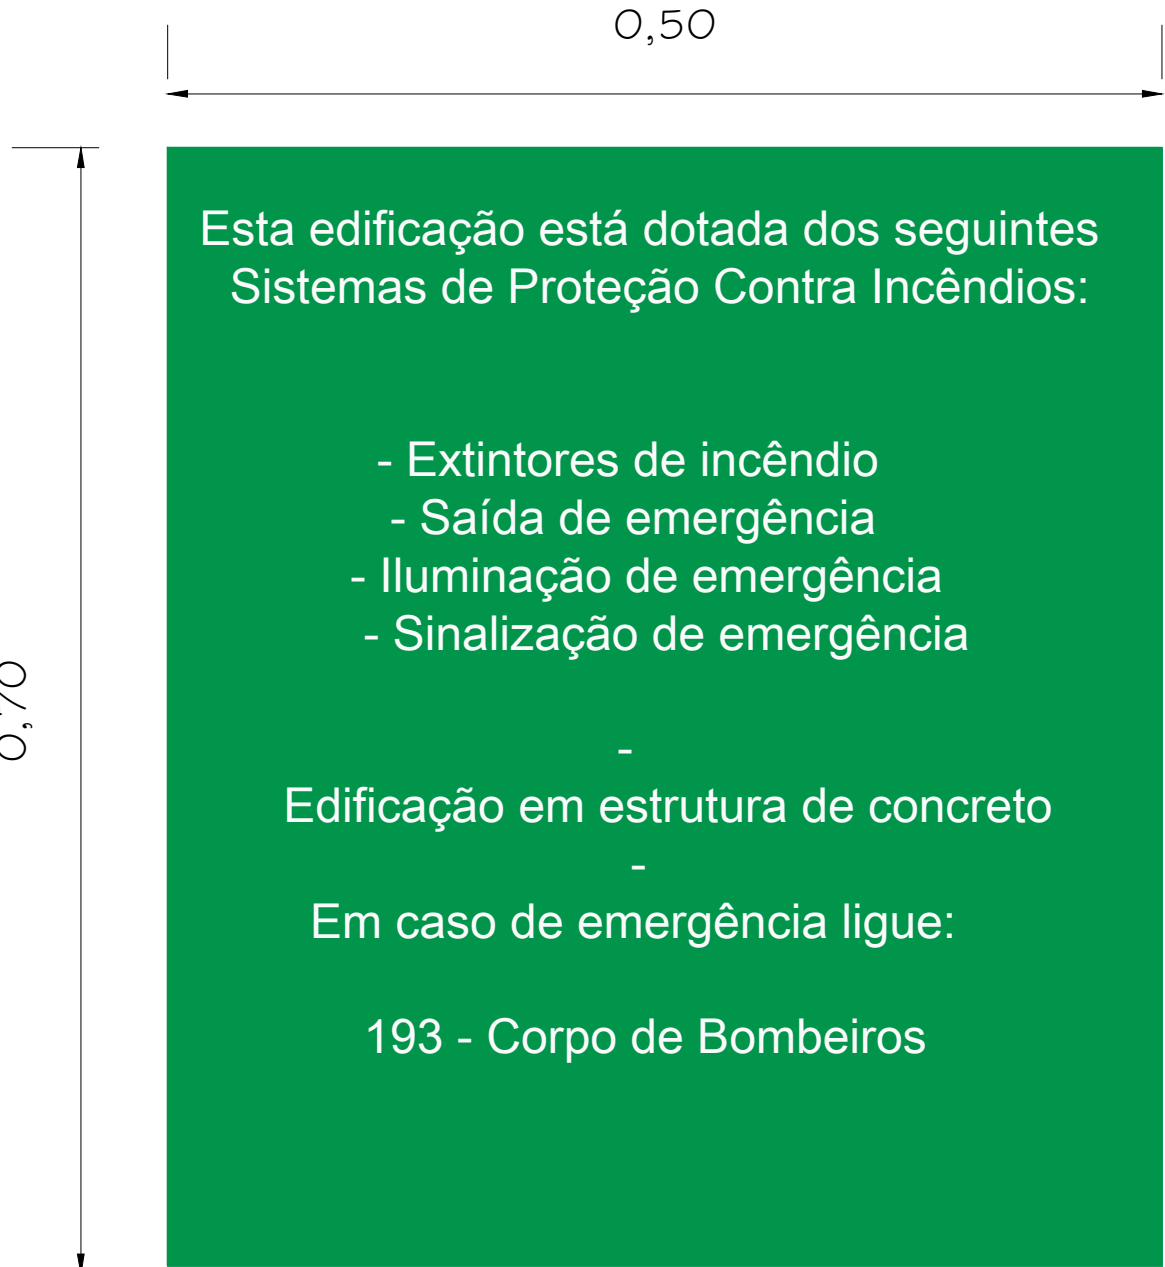 0,50
Esta edificação está dotada dos seguintes
Sistemas de Proteção Contra Incêndios:
- Extintores de incêndio
- Saída de emergência
- Iluminação de emergência
- Sinalização de emergência
0,70
-
Edificação em estrutura de concreto
-
Em caso de emergência ligue:
193 - Corpo de Bombeiros